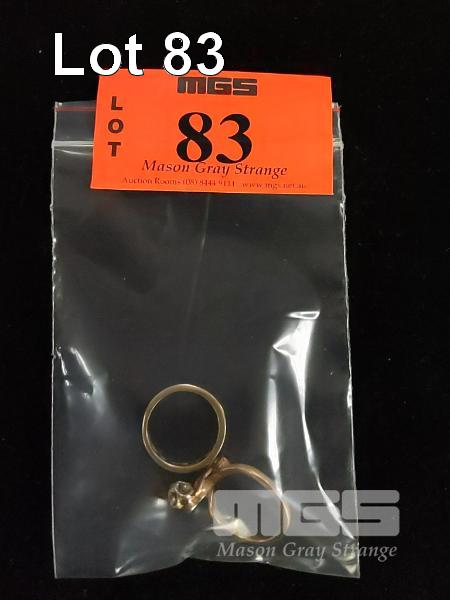 Lot 83
MGS
LOT
83
Mason Gray Strange
Auction Rooms (08) 8444 9111 www.mgs.net.au
MGS
Mason Gray Strange